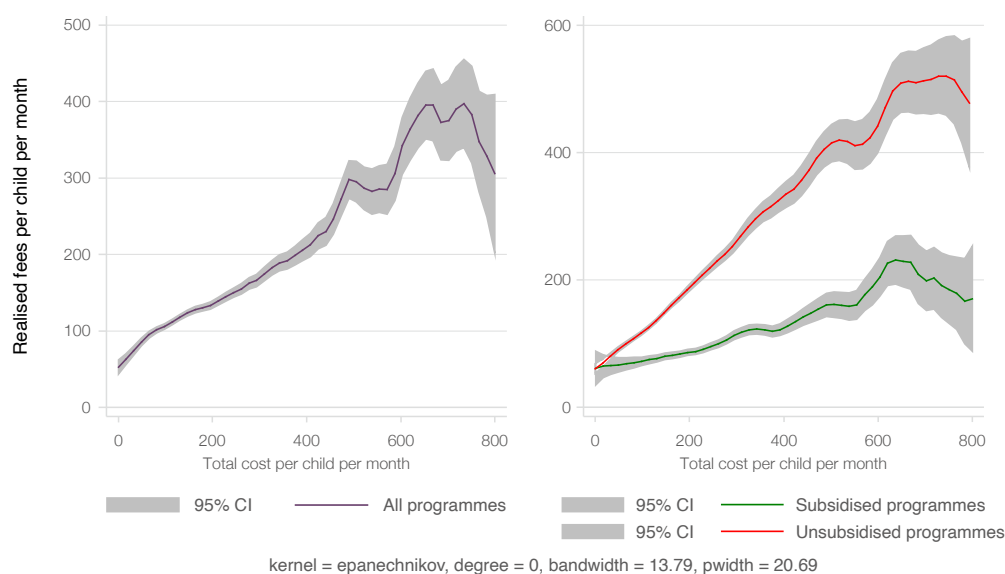 Realised fees per child per month
500
400
300
200
100
0
0 200 400 600 800
Total cost per child per month
600
400
200
0
0 200 400 600 800
Total cost per child per month
95% CI All programmes
95% CI Subsidised programmes
95% CI Unsubsidised programmes
kernel = epanechnikov, degree = 0, bandwidth = 13.79, pwidth = 20.69